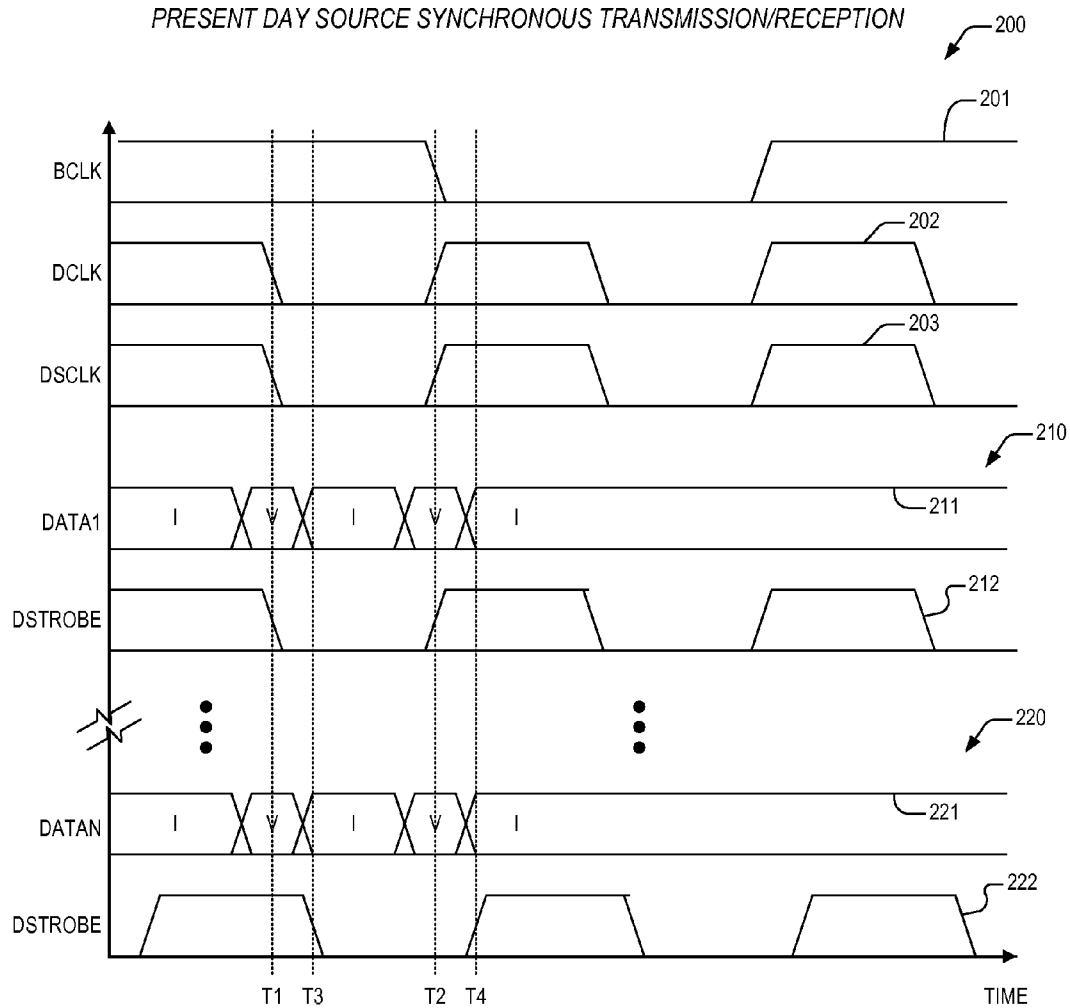 PRESENT DAY SOURCE SYNCHRONOUS TRANSMISSION/RECEPTION
200
201
BCLK
202
DCLK
203
DSCLK
210
DATA1 I V I V I 211
212
DSTROBE
220
DATAN I V I V I 221
DSTROBE 222
T1 T3 T2 T4 TIME